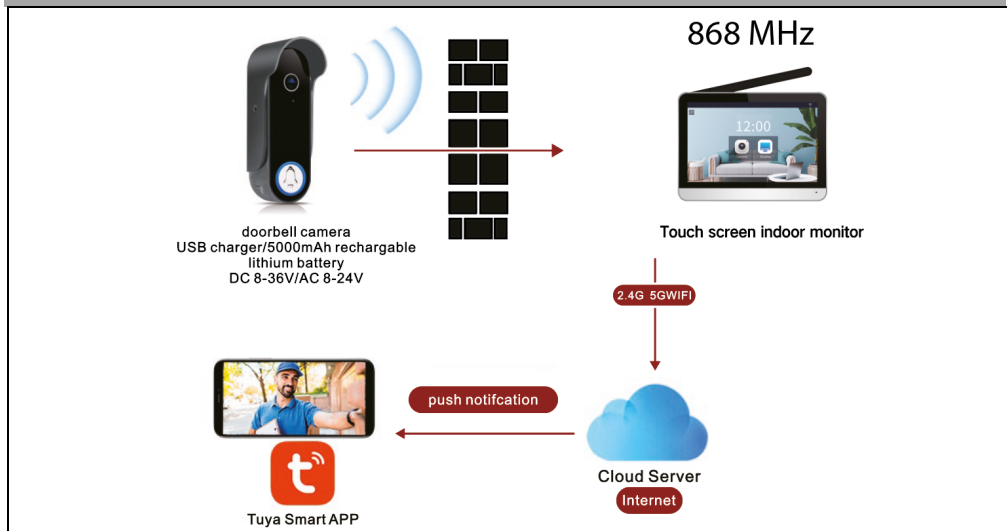 868 MHz
12:00
doorbell camera
USB charger/5000mAh rechargable
lithium battery
DC 8-36V/AC 8-24V
Touch screen indoor monitor
2.4G 5GWIFI
push notifcation
Cloud Server
Internet
Tuya Smart APP